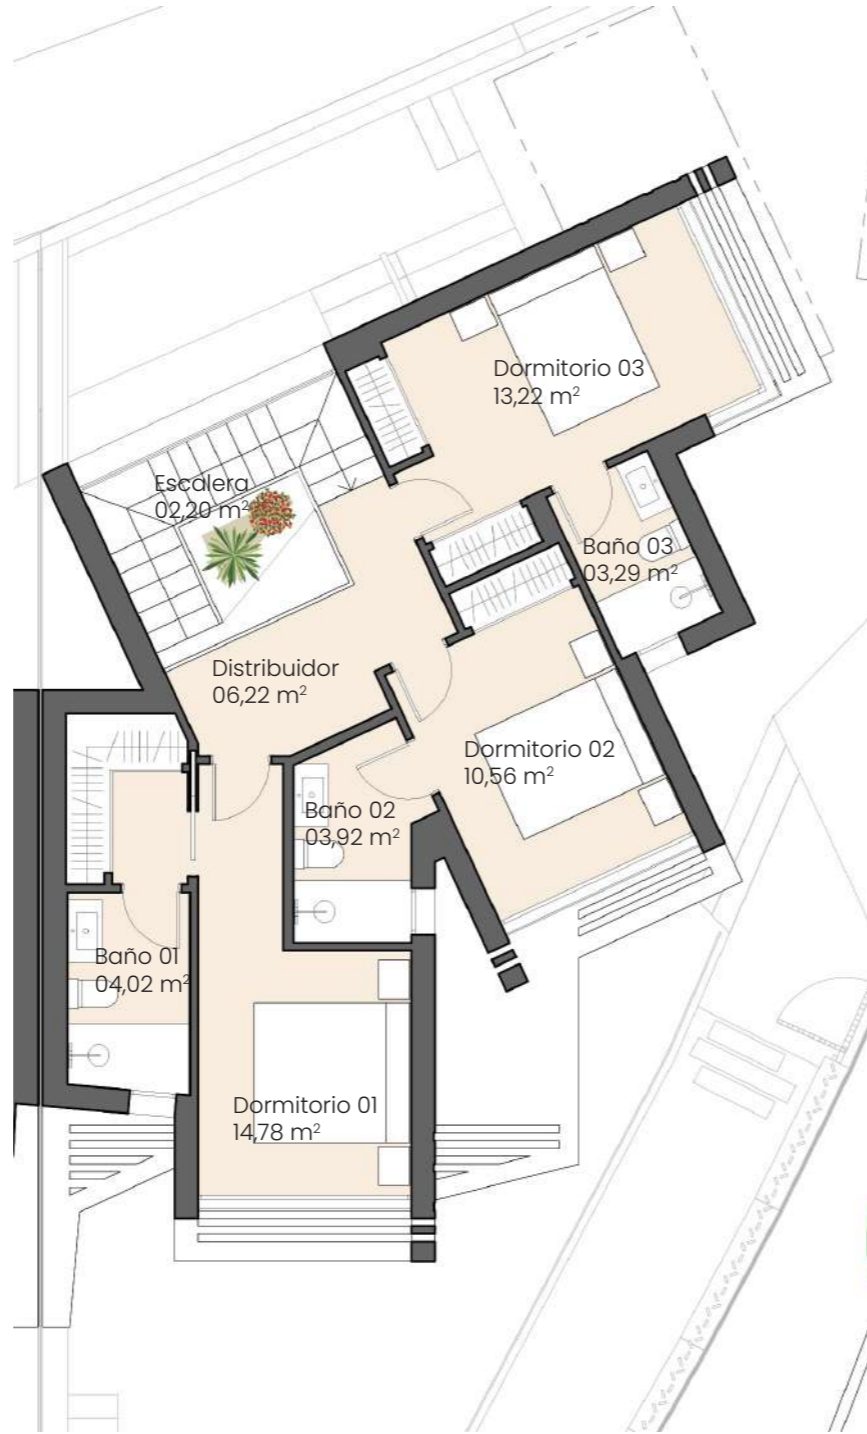 Dormitorio 03
13,22 m²
Escalera
02,20 m²
Baño 03
03,29 m²
Distribuidor
06,22 m²
Dormitorio 02
10,56 m²
Baño 02
03,92 m²
Baño 01
04,02 m²
Dormitorio 01
14,78 m²